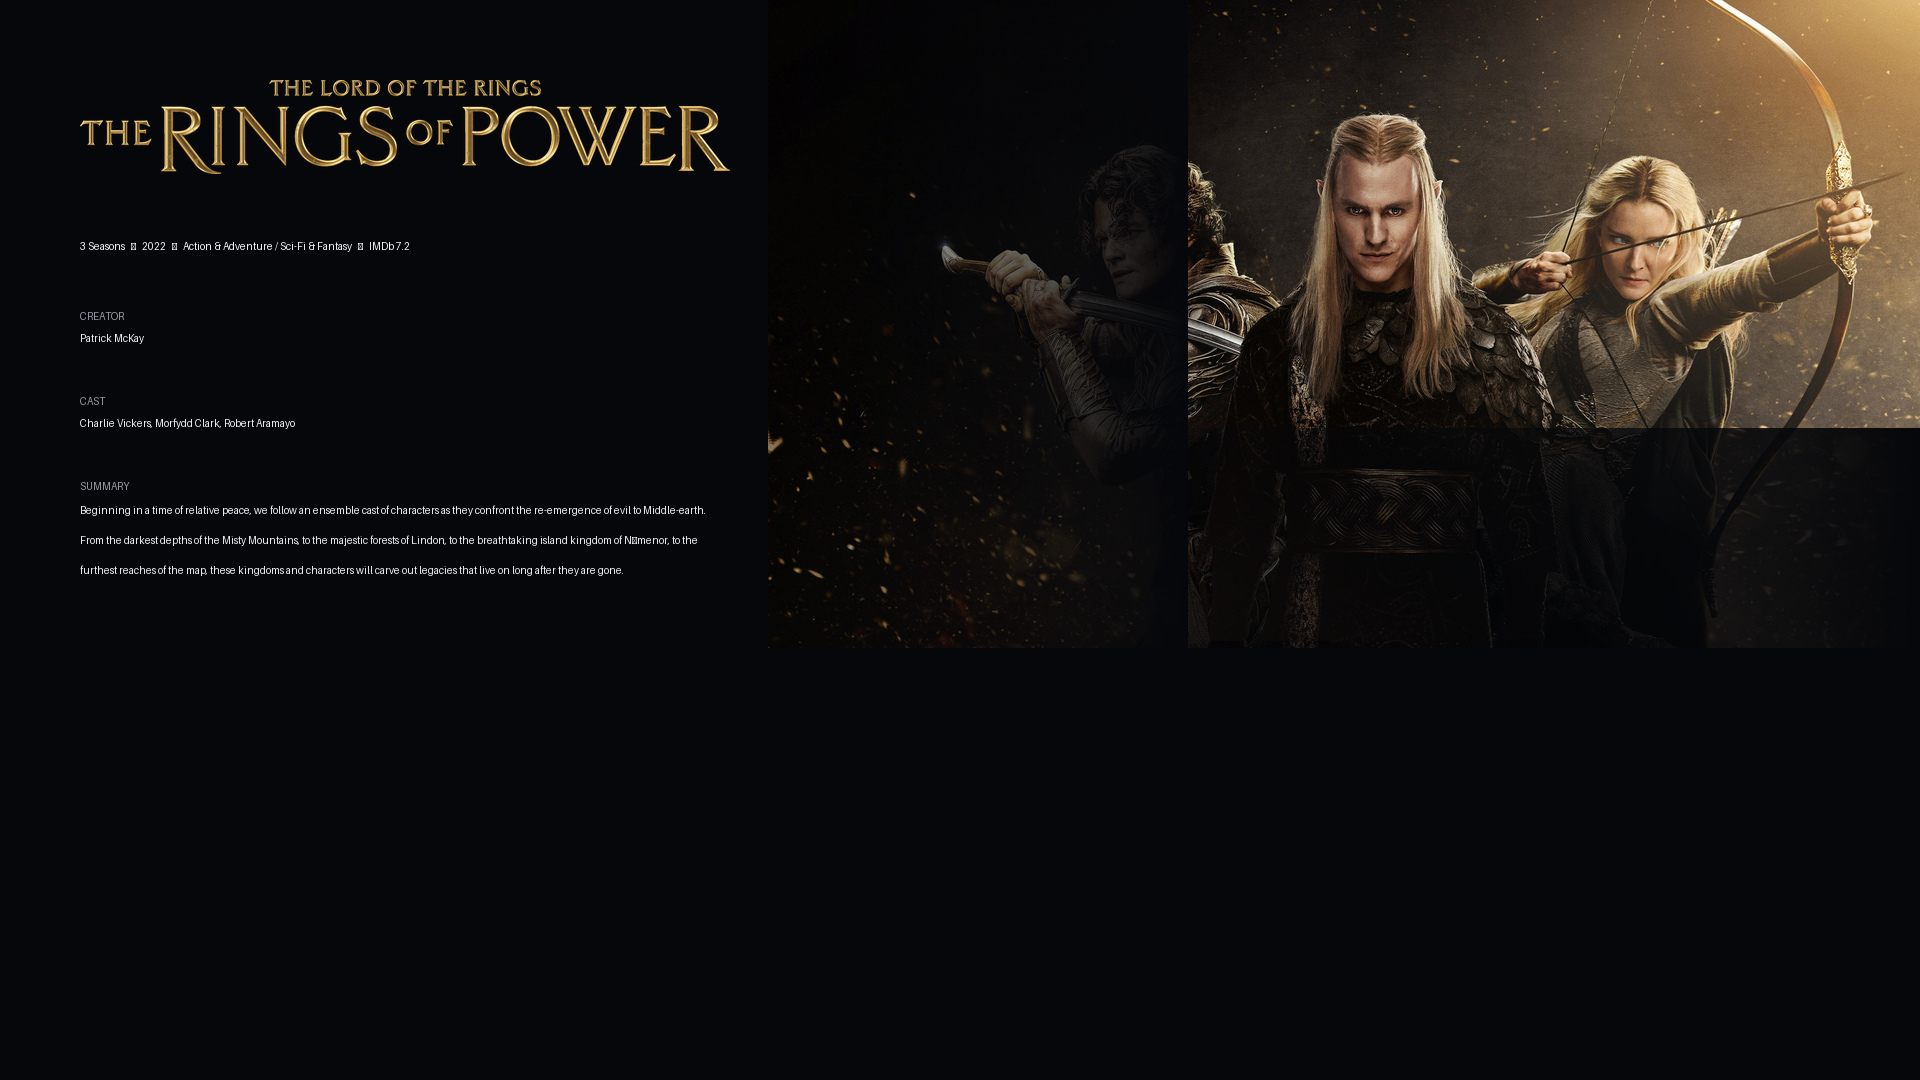 THE LORD OF THE RINGS
THE RINGS OF POWER
3 Seasons ▯ 2022 ▯ Action & Adventure / Sci-Fi & Fantasy ▯ IMDb 7.2
CREATOR
Patrick McKay
CAST
Charlie Vickers, Morfydd Clark, Robert Aramayo
SUMMARY
Beginning in a time of relative peace, we follow an ensemble cast of characters as they confront the re-emergence of evil to Middle-earth.
From the darkest depths of the Misty Mountains, to the majestic forests of Lindon, to the breathtaking island kingdom of N▯menor, to the
furthest reaches of the map, these kingdoms and characters will carve out legacies that live on long after they are gone.